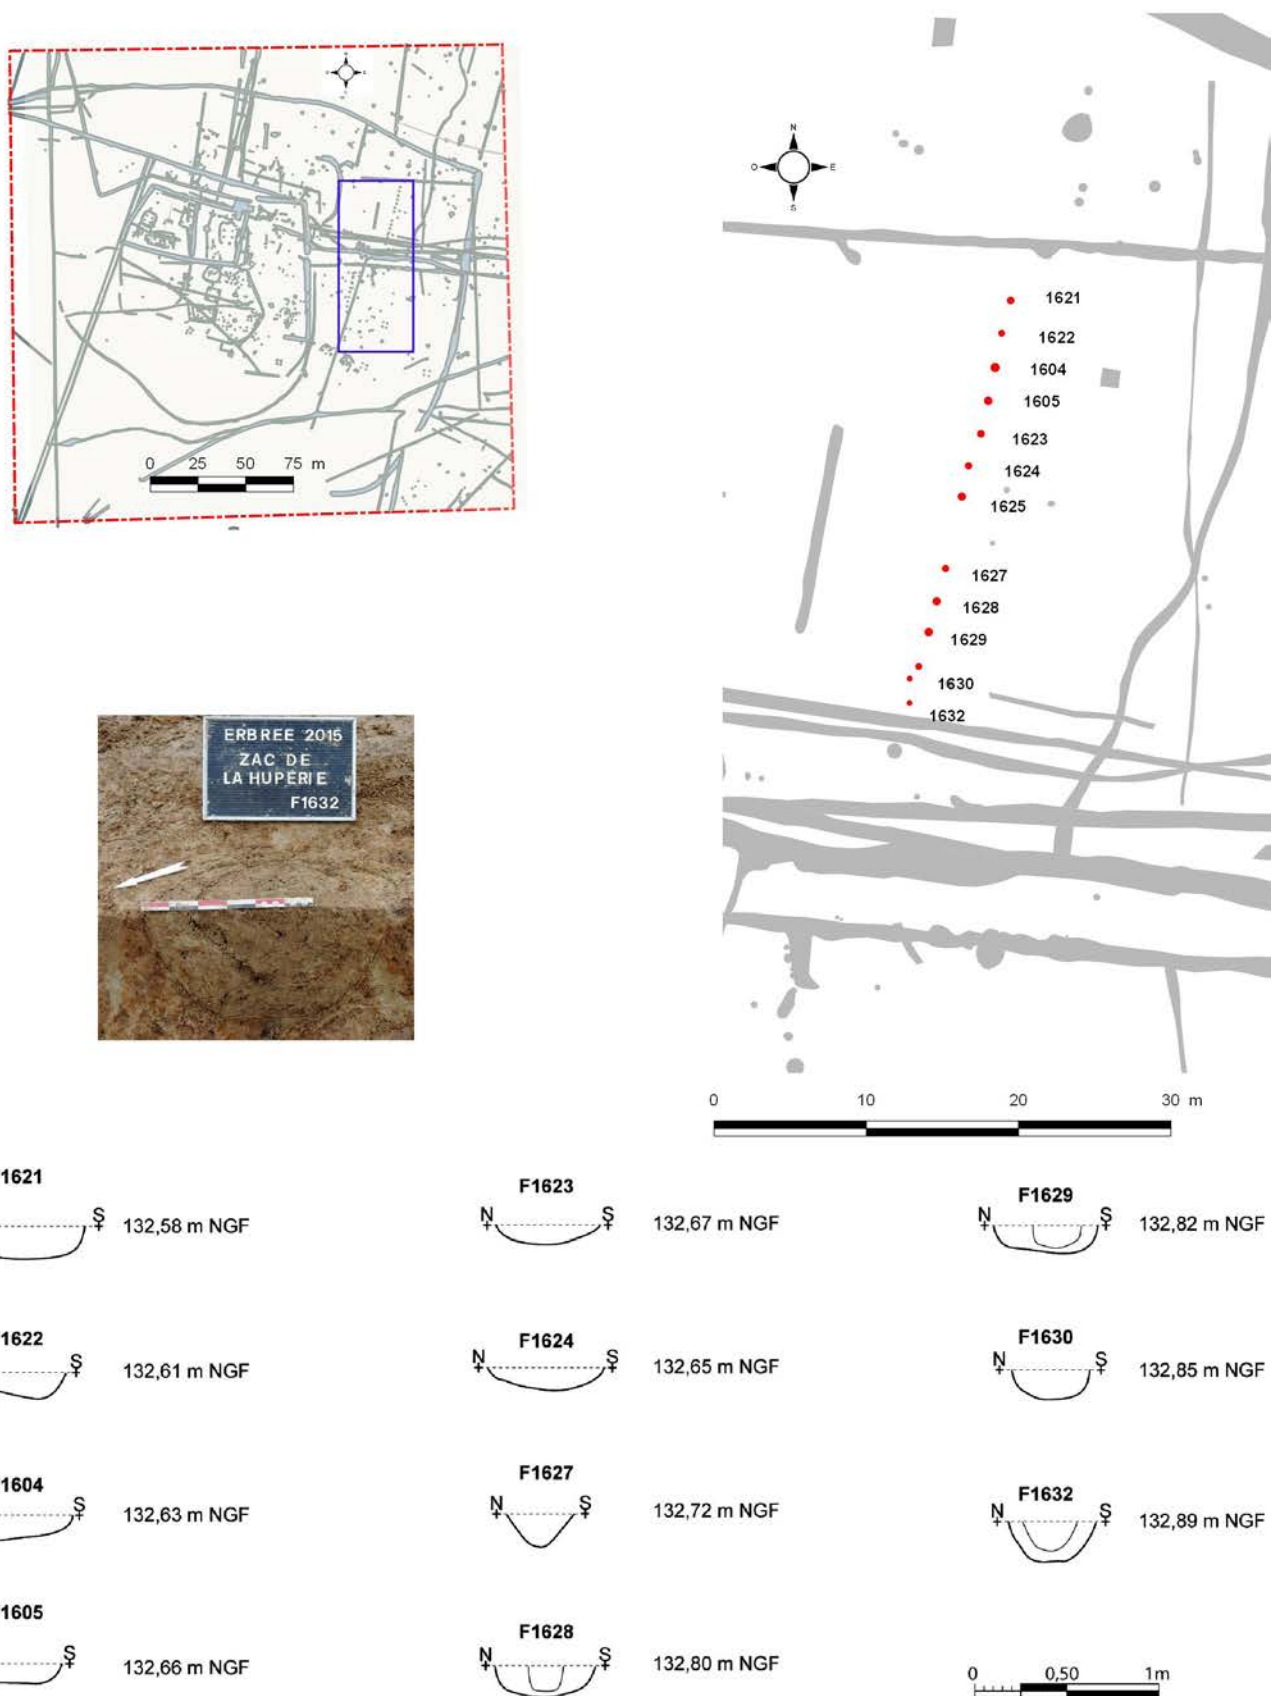 0 25 50 75 m
N
O E
S
1621
1622
1604
1605
1623
1624
1625
1627
1628
1629
1630
1632
0 10 20 30 m
ERBREE 2015
ZAC DE
LA HUPERIE
F1632
1621
S 132,58 m NGF
1622
S 132,61 m NGF
1604
S 132,63 m NGF
1605
S 132,66 m NGF
F1623
N S 132,67 m NGF
F1624
N S 132,65 m NGF
F1627
N S 132,72 m NGF
F1628
N S 132,80 m NGF
F1629
N S 132,82 m NGF
F1630
N S 132,85 m NGF
F1632
N S 132,89 m NGF
0 0,50 1m